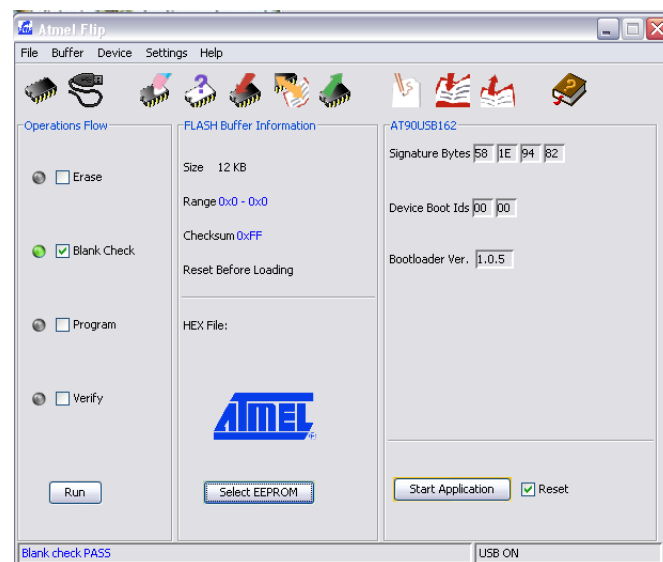 Atmel Flip
File Buffer Device Settings Help
Operations Flow
Erase
Blank Check
Program
Verify
Run
FLASH Buffer Information
Size 12 KB
Range 0x0 - 0x0
Checksum 0xFF
Reset Before Loading
HEX File:
ATMEL
®
Select EEPROM
AT90USB162
Signature Bytes 58 1E 94 82
Device Boot Ids 00 00
Bootloader Ver. 1.0.5
Start Application Reset
Blank check PASS USB ON